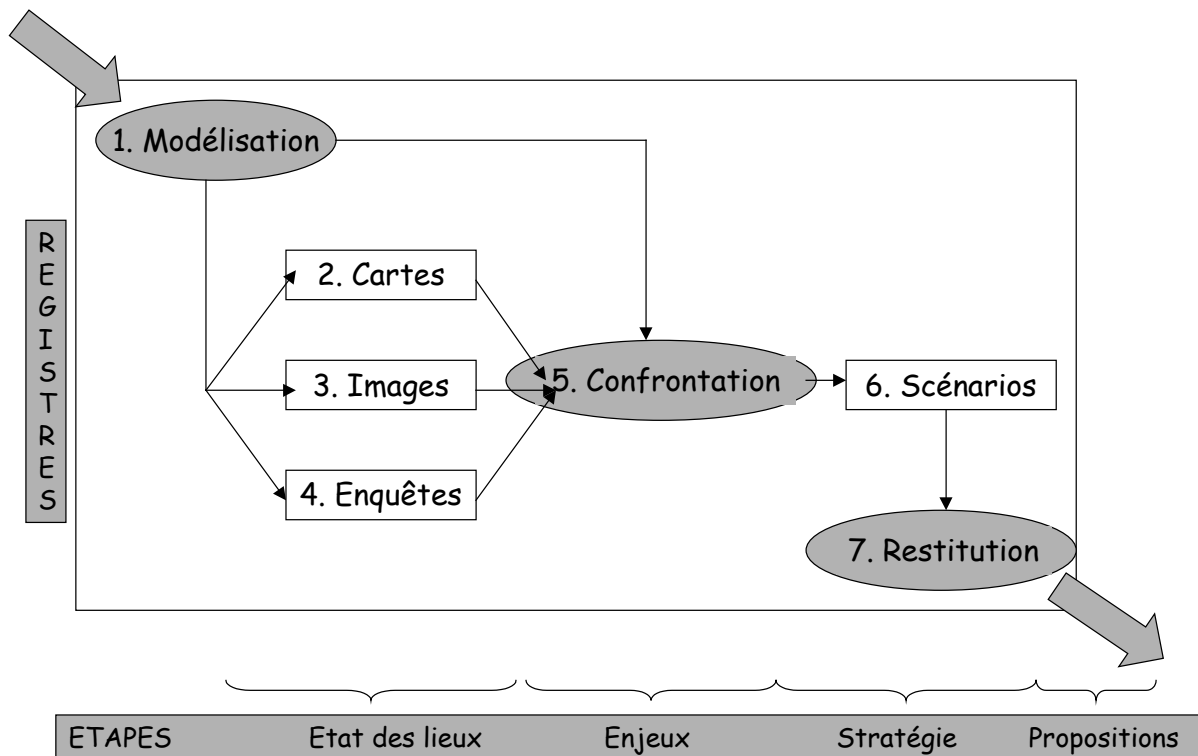 1. Modélisation
REGISTRES
2. Cartes
3. Images
5. Confrontation
6. Scénarios
4. Enquêtes
7. Restitution
ETAPES Etat des lieux Enjeux Stratégie Propositions